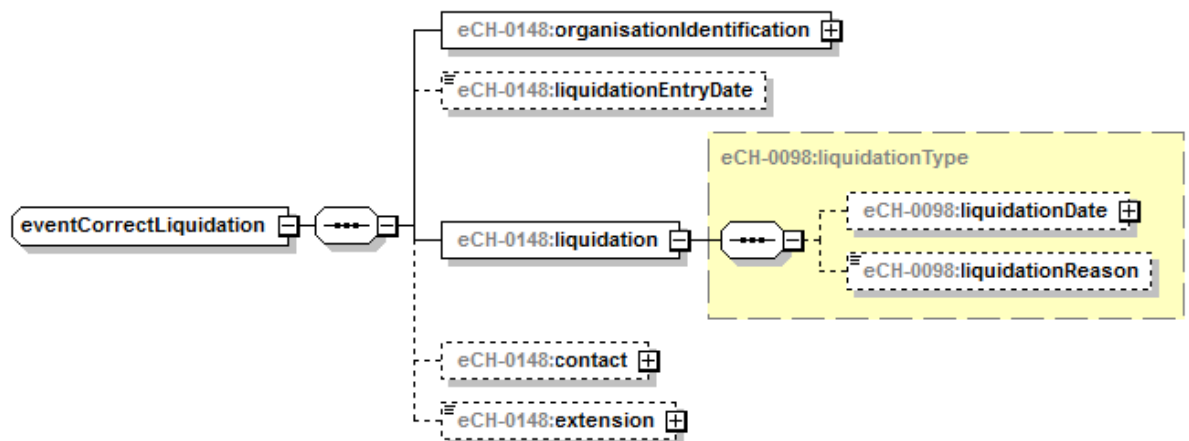 eCH-0148:organisationIdentification
eCH-0148:liquidationEntryDate
eCH-0098:liquidationType
eventCorrectLiquidation
eCH-0148:liquidation
eCH-0098:liquidationDate
eCH-0098:liquidationReason
eCH-0148:contact
eCH-0148:extension